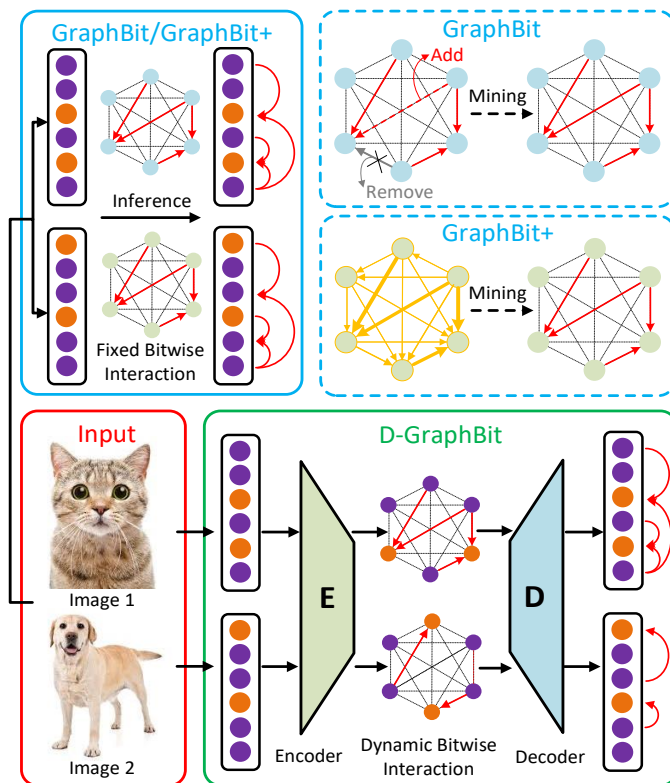 GraphBit/GraphBit+
Inference
Fixed Bitwise
Interaction
GraphBit
Add
Mining
Remove
GraphBit+
Mining
Input
Image 1
Image 2
D-GraphBit
E
D
Encoder
Dynamic Bitwise
Interaction
Decoder